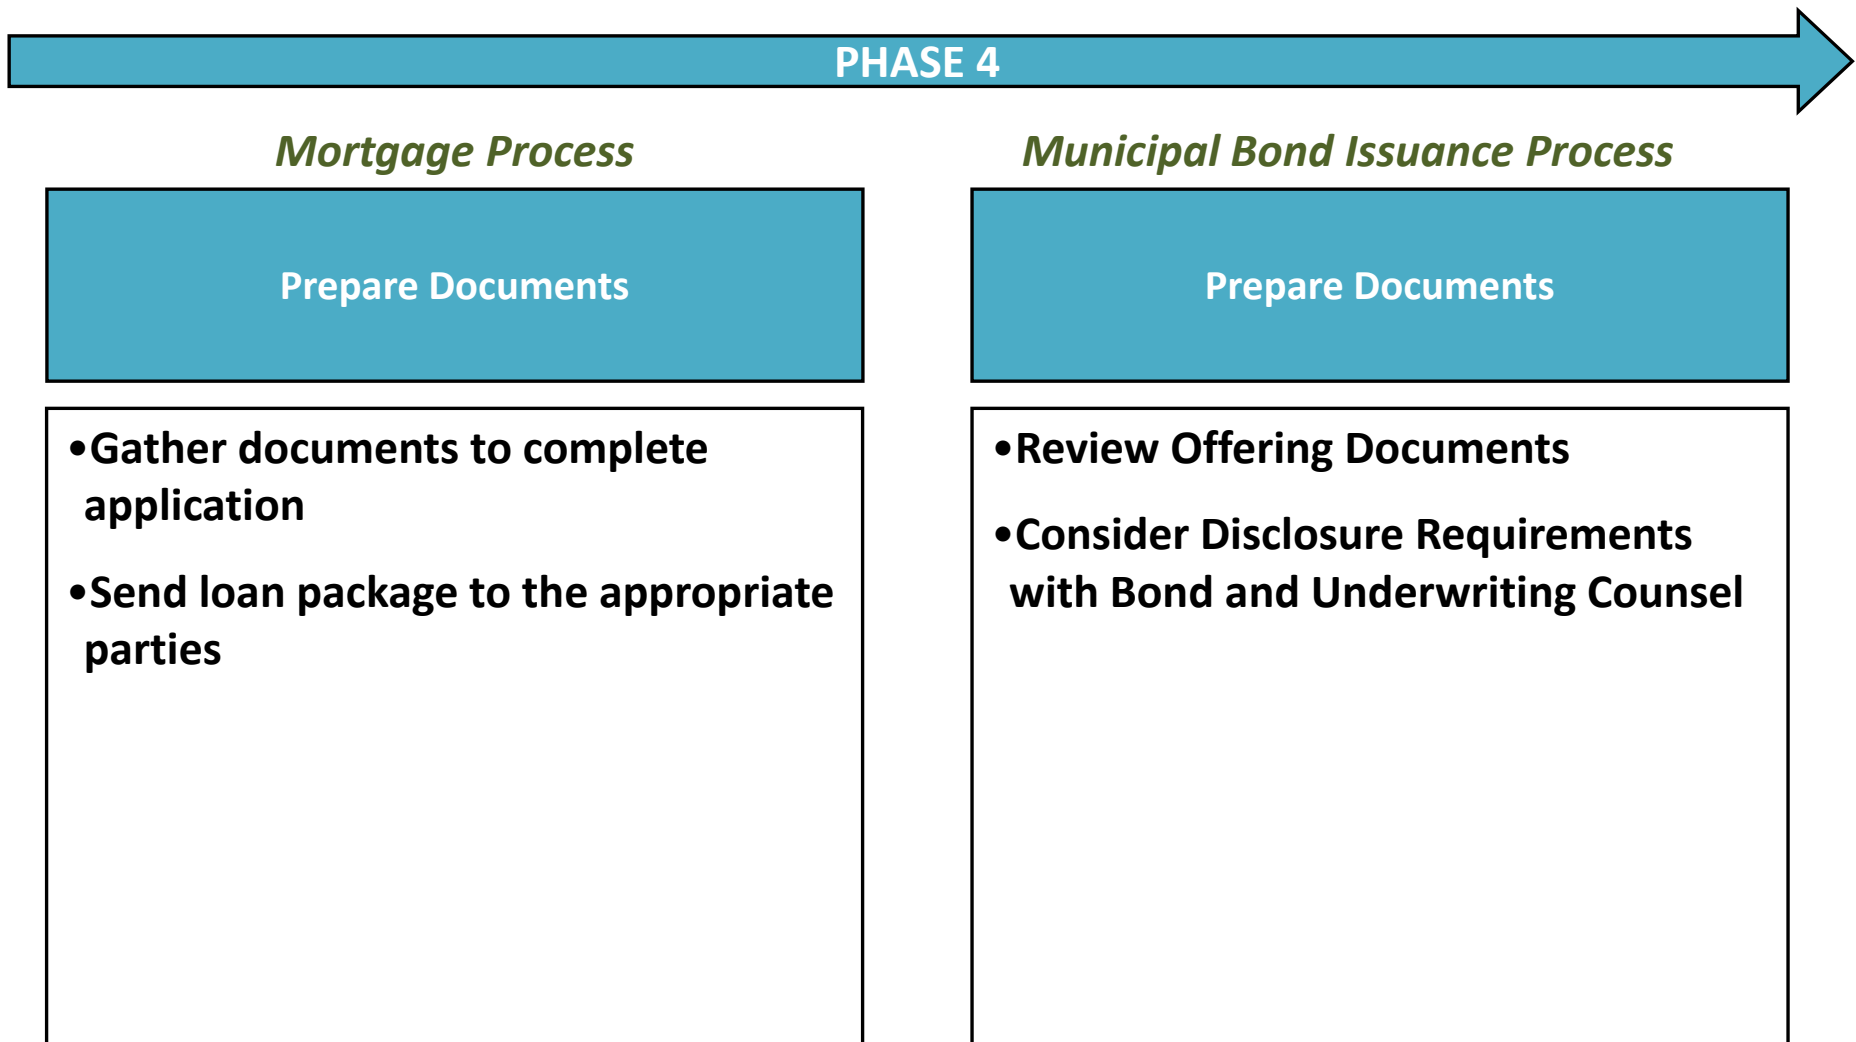 PHASE 4
Mortgage Process
Municipal Bond Issuance Process
Prepare Documents
Prepare Documents
•Gather documents to complete
application
•Send loan package to the appropriate
parties
•Review Offering Documents
•Consider Disclosure Requirements
with Bond and Underwriting Counsel